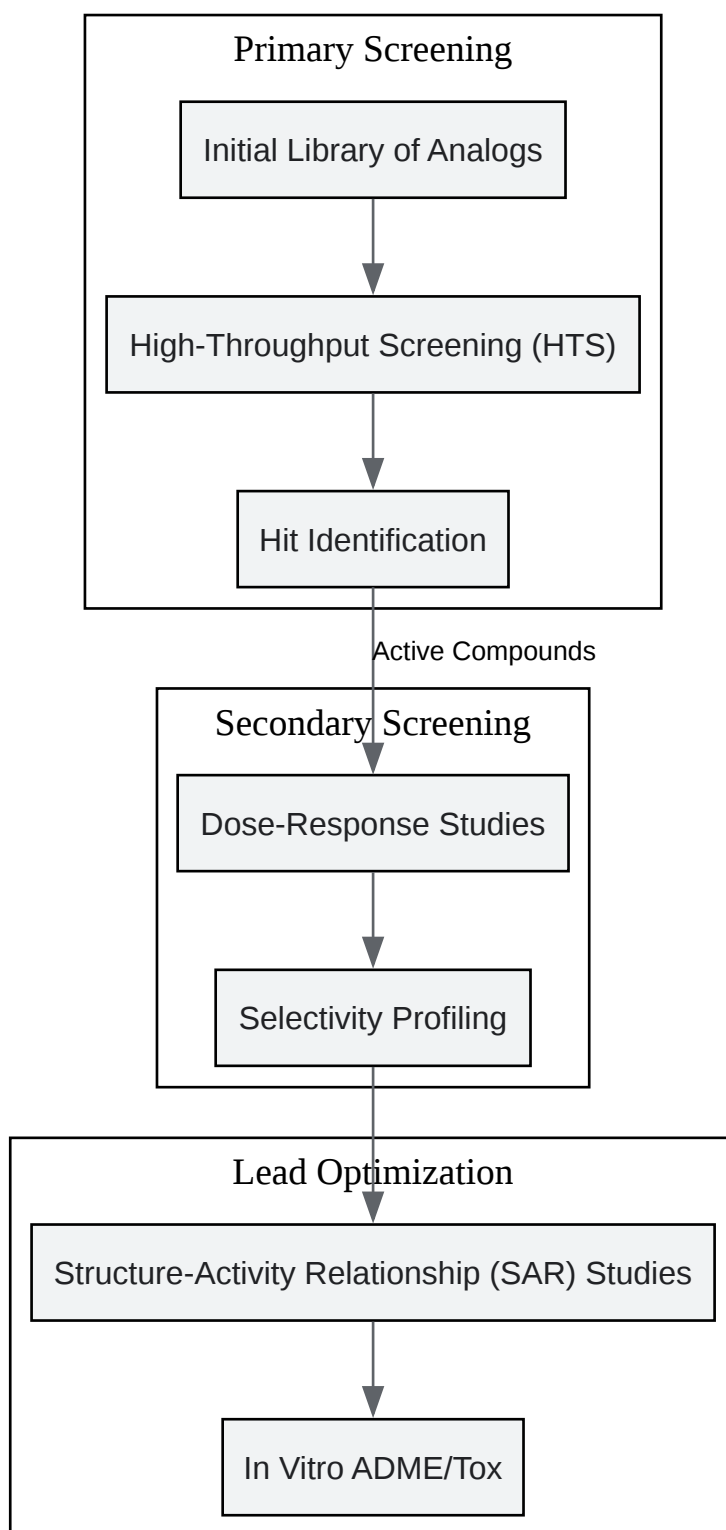 Primary Screening
Initial Library of Analogs
High-Throughput Screening (HTS)
Hit Identification
Active Compounds
Secondary Screening
Dose-Response Studies
Selectivity Profiling
Lead Optimization
Structure-Activity Relationship (SAR) Studies
In Vitro ADME/Tox